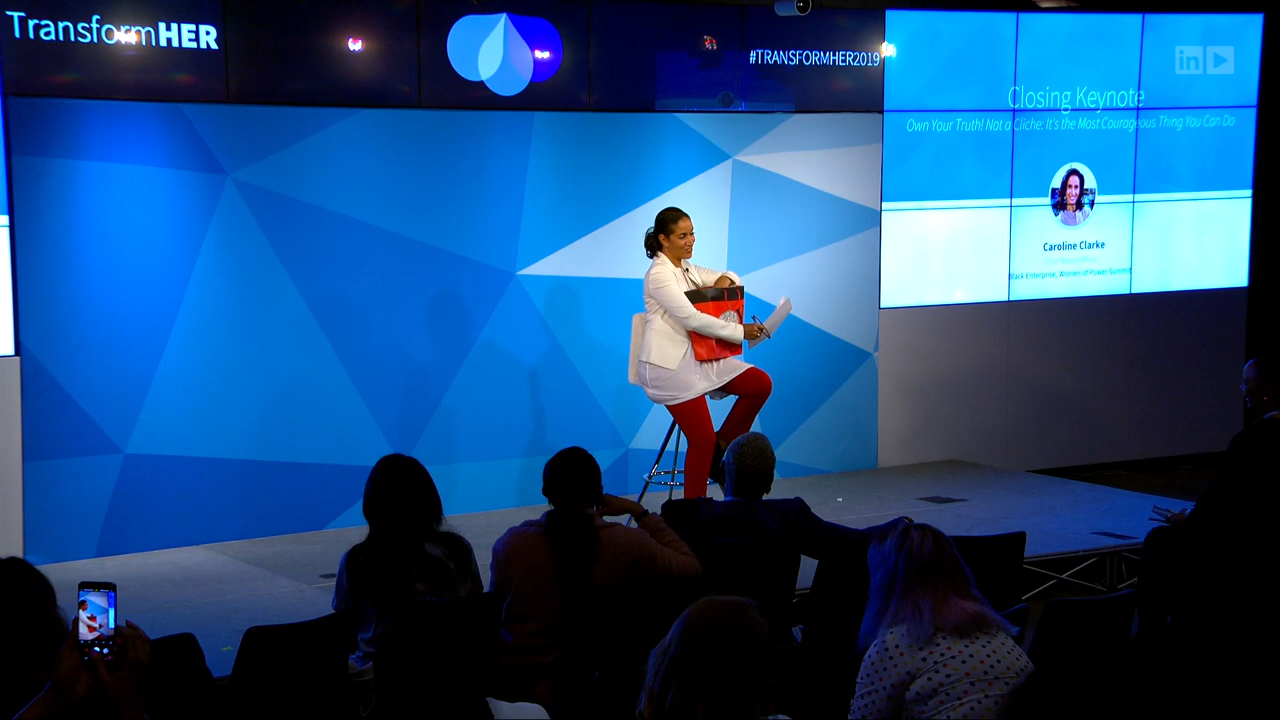 TransformHER
#TRANSFORMHER2019
in
Closing Keynote
Own Your Truth! Not a Cliche: It's the Most Courageous Thing You Can Do
Caroline Clarke
Black Enterprise, Women of Power Summit